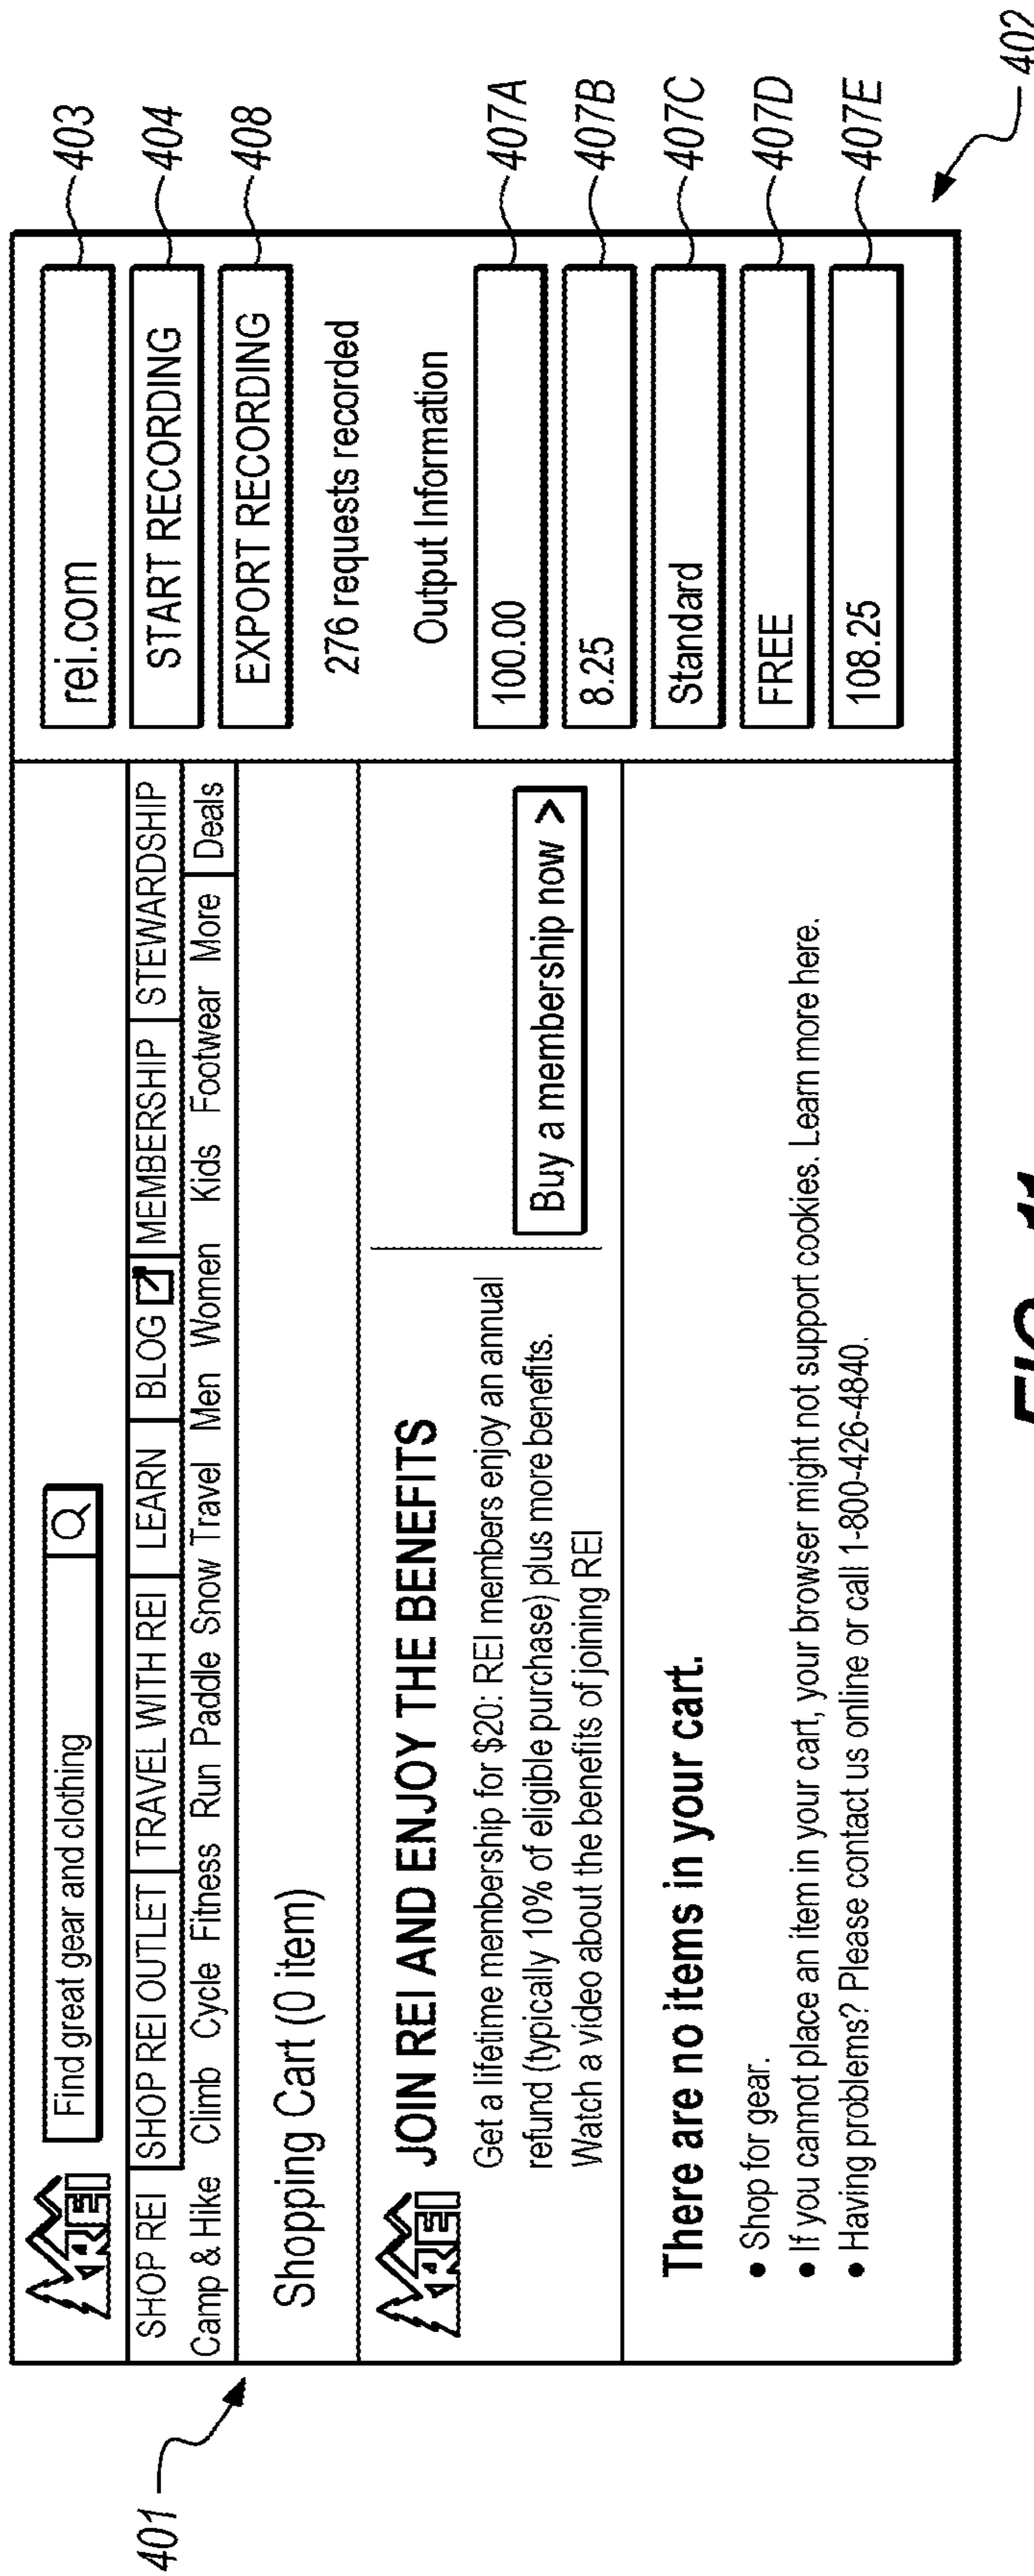 401
REI
Find great gear and clothing
SHOP REI SHOP REI OUTLET TRAVEL WITH REI LEARN BLOG MEMBERSHIP STEWARDSHIP
Camp & Hike Climb Cycle Fitness Run Paddle Snow Travel Men Women Kids Footwear More Deals
Shopping Cart (0 item)
REI
JOIN REI AND ENJOY THE BENEFITS
Get a lifetime membership for $20: REI members enjoy an annual
refund (typically 10% of eligible purchase) plus more benefits.
Watch a video about the benefits of joining REI
Buy a membership now >
There are no items in your cart.
• Shop for gear.
• If you cannot place an item in your cart, your browser might not support cookies. Learn more here.
• Having problems? Please contact us online or call 1-800-426-4840.
rei.com 403
START RECORDING 404
EXPORT RECORDING 408
276 requests recorded
Output Information
100.00 407A
8.25 407B
Standard 407C
FREE 407D
108.25 407E
402
FIG. 11